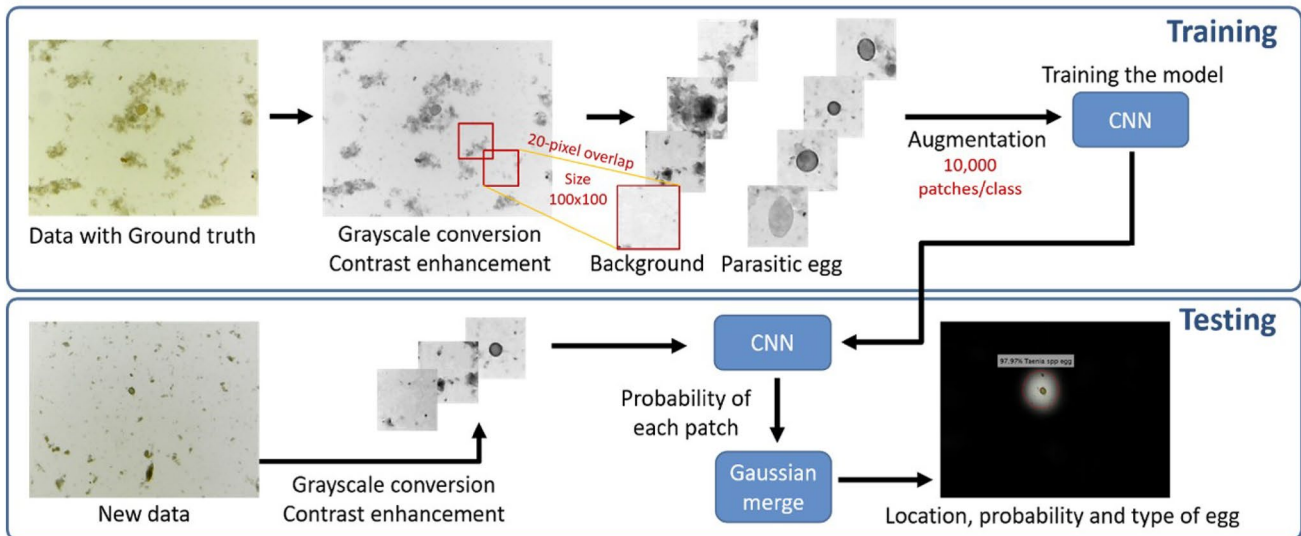 Training
Data with Ground truth
Grayscale conversion
Contrast enhancement
20-pixel overlap
Size
100x100
Background
Parasitic egg
Augmentation
10,000
patches/class
Training the model
CNN
Testing
New data
Grayscale conversion
Contrast enhancement
CNN
Probability of
each patch
Gaussian
merge
97.97% Taenia spp egg
Location, probability and type of egg